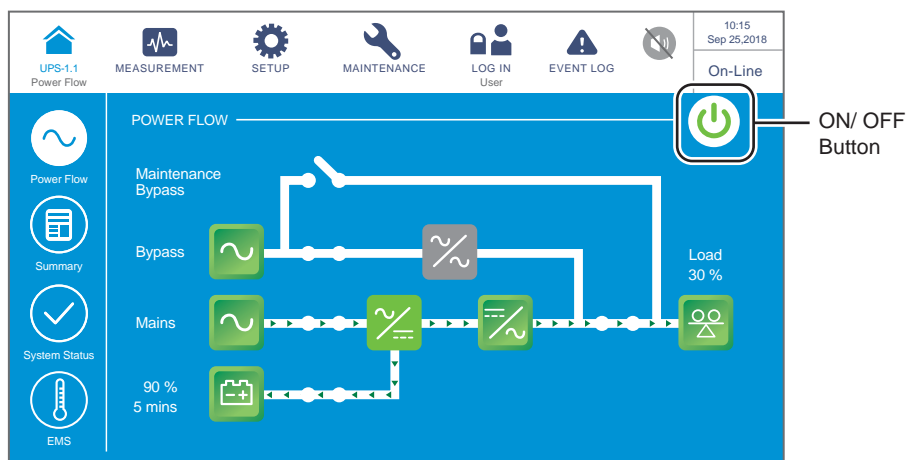 UPS-1.1
Power Flow
MEASUREMENT
SETUP
MAINTENANCE
LOG IN
User
EVENT LOG
10:15
Sep 25,2018
On-Line
ON/ OFF
Button
Power Flow
Summary
System Status
EMS
POWER FLOW
Maintenance
Bypass
Bypass
Load
30 %
Mains
90 %
5 mins